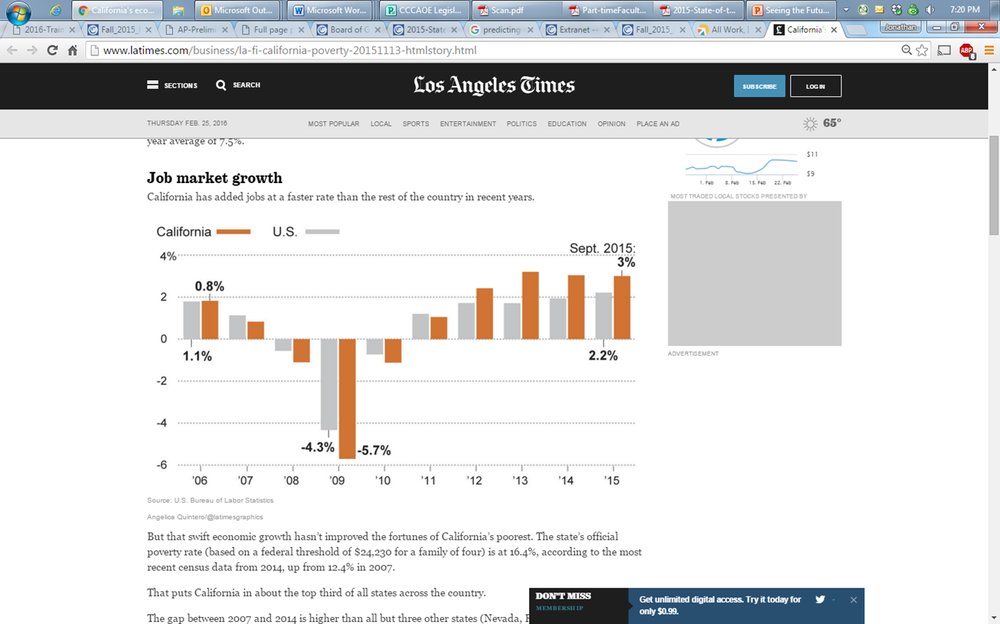 California's eco...
Microsoft Out...
Microsoft Wor...
CCCAOE Legisl...
Scan.pdf
Part-timeFacult...
2015-State-of-t...
Seeing the Futu...
7:20 PM
2016-Train
Fall_2015_
AP-Prelimi
Full page
Board of G
2015-State
predicting
Extranet --
Fall_2015_
All Work,
California'
Jonathan
www.latimes.com/business/la-fi-california-poverty-20151113-htmlstory.html
ABP
6
SECTIONS
SEARCH
Los Angeles Times
SUBSCRIBE
LOG IN
THURSDAY FEB. 25, 2016
MOST POPULAR LOCAL SPORTS ENTERTAINMENT POLITICS EDUCATION OPINION PLACE AN AD
65°
year average of 7.5%.
$11
$9
1. Feb 8. Feb 15. Feb 22. Feb
MOST TRADED LOCAL STOCKS PRESENTED BY
ADVERTISEMENT
Job market growth
California has added jobs at a faster rate than the rest of the country in recent years.
California
U.S.
Sept. 2015:
4%
3%
0.8%
2
0
1.1%
2.2%
-2
-4
-4.3%
-5.7%
-6
’06 ’07 ’08 ’09 ’10 ’11 ’12 ’13 ’14 ’15
Source: U.S. Bureau of Labor Statistics
Angelica Quintero/@latimesgraphics
But that swift economic growth hasn’t improved the fortunes of California’s poorest. The state’s official
poverty rate (based on a federal threshold of $24,230 for a family of four) is at 16.4%, according to the most
recent census data from 2014, up from 12.4% in 2007.
That puts California in about the top third of all states across the country.
The gap between 2007 and 2014 is higher than all but three other states (Nevada,
DON'T MISS
MEMBERSHIP
Get unlimited digital access. Try it today for
only $0.99.